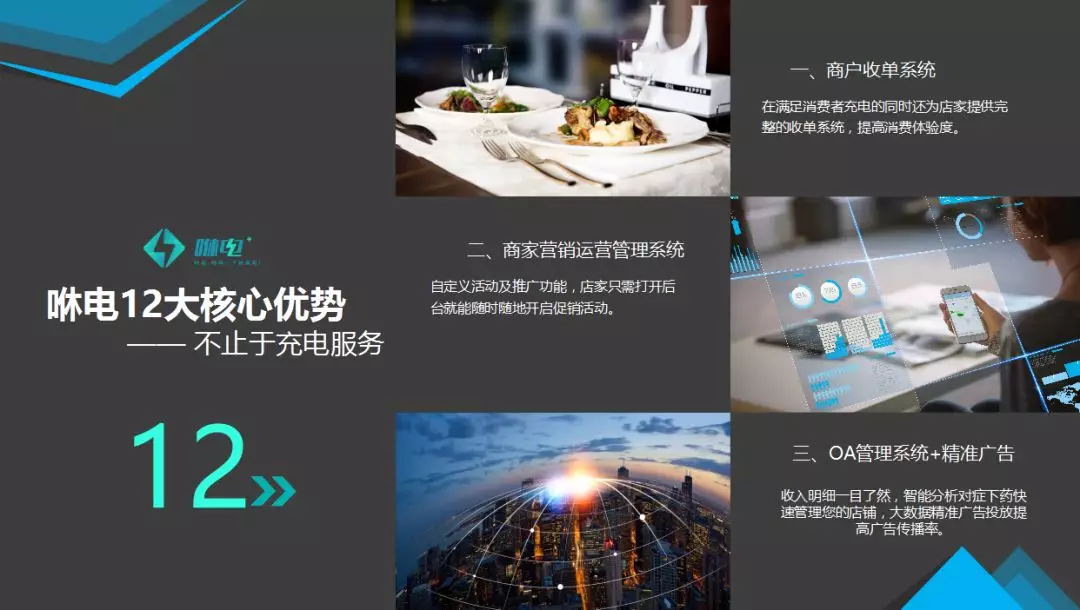 咻电
咻电12大核心优势
—— 不止于充电服务
12
一、商户收单系统
在满足消费者充电的同时还为店家提供完
整的收单系统，提高消费体验度。
二、商家营销运营管理系统
自定义活动及推广功能，店家只需打开后
台就能随时随地开启促销活动。
三、OA管理系统+精准广告
收入明细一目了然，智能分析对症下药快
速管理您的店铺，大数据精准广告投放提
高广告传播率。
OIL
PEPPER